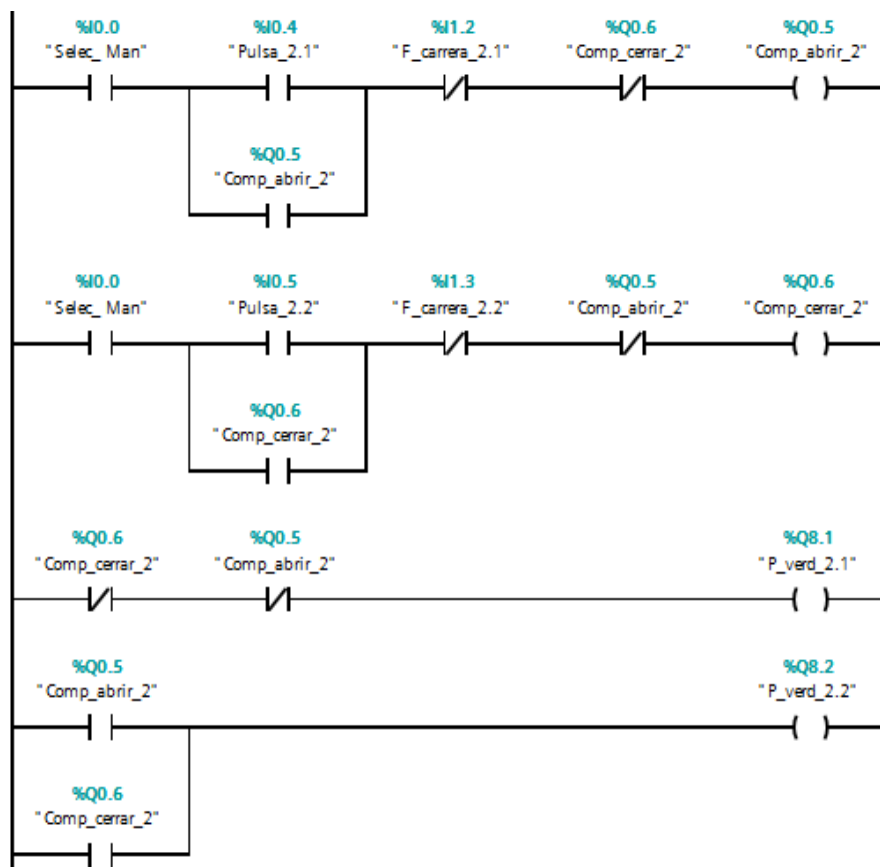 %I0.0 %I0.4 %I1.2 %Q0.6 %Q0.5
"Selec_ Man" "Pulsa_2.1" "F_carrera_2.1" "Comp_cerrar_2" "Comp_abrir_2"
%Q0.5
"Comp_abrir_2"
%I0.0 %I0.5 %I1.3 %Q0.5 %Q0.6
"Selec_ Man" "Pulsa_2.2" "F_carrera_2.2" "Comp_abrir_2" "Comp_cerrar_2"
%Q0.6
"Comp_cerrar_2"
%Q0.6 %Q0.5 %Q8.1
"Comp_cerrar_2" "Comp_abrir_2" "P_verd_2.1"
%Q0.5 %Q8.2
"Comp_abrir_2" "P_verd_2.2"
%Q0.6
"Comp_cerrar_2"